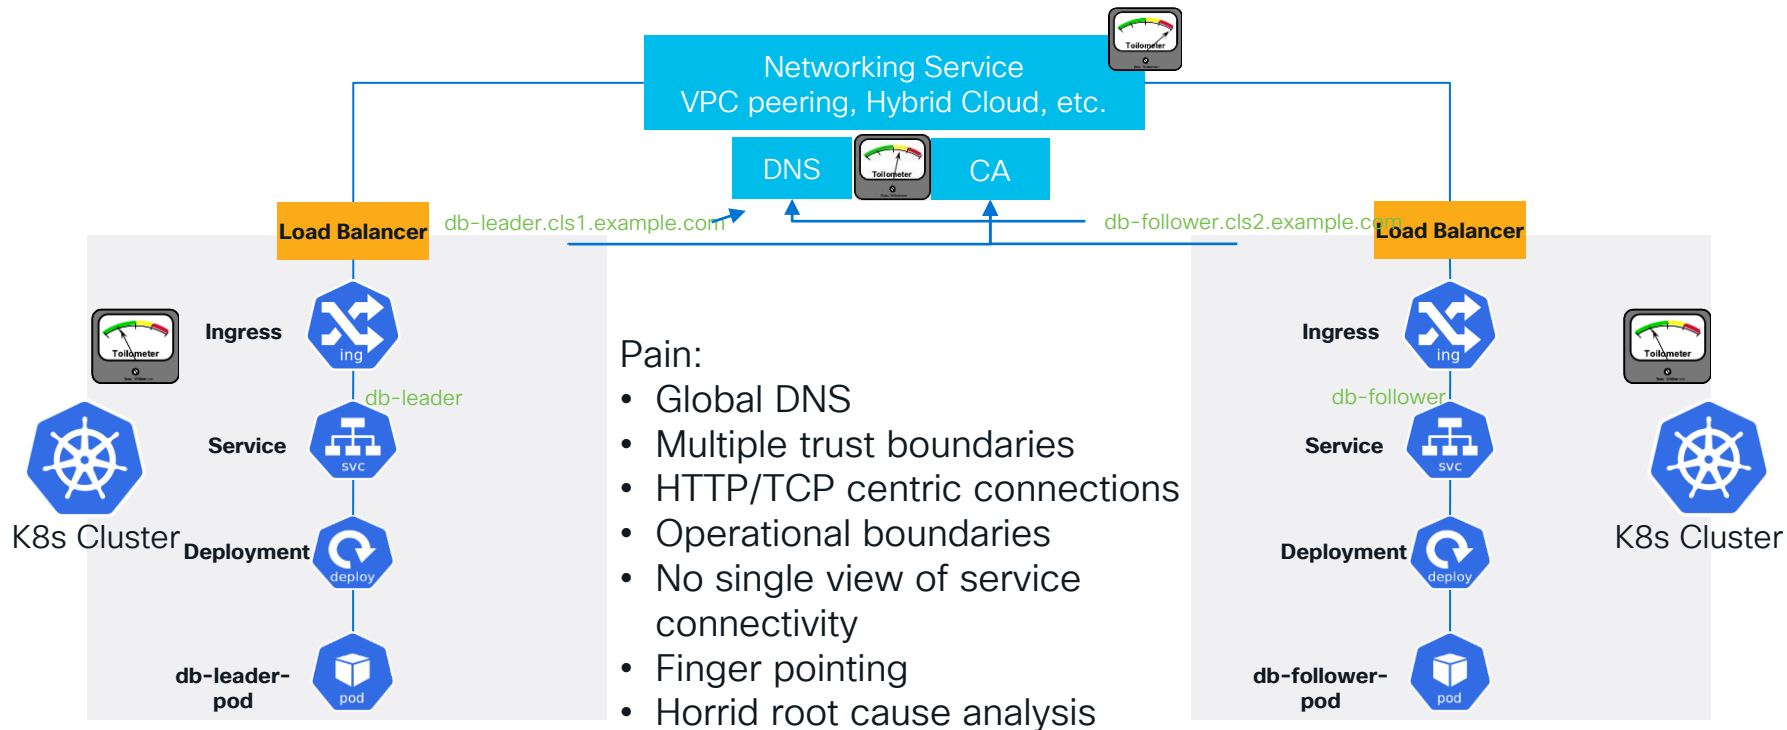 Networking Service
VPC peering, Hybrid Cloud, etc.
Toilometer
DNS
Toilometer
CA
Load Balancer
db-leader.cls1.example.com
db-follower.cls2.example.com
Load Balancer
Toilometer
Ingress
ing
db-leader
Service
svc
K8s Cluster
Deployment
deploy
db-leader-
pod
pod
Pain:
• Global DNS
• Multiple trust boundaries
• HTTP/TCP centric connections
• Operational boundaries
• No single view of service
connectivity
• Finger pointing
• Horrid root cause analysis
Ingress
ing
Toilometer
db-follower
Service
svc
K8s Cluster
Deployment
deploy
db-follower-
pod
pod